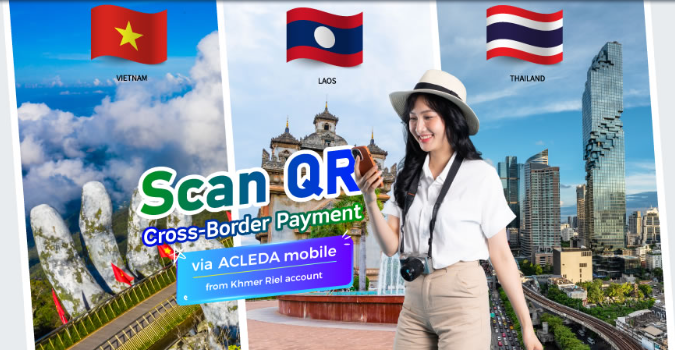 VIETNAM
LAOS
THAILAND
Scan QR
Cross-Border Payment
via ACLEDA mobile
from Khmer Riel account